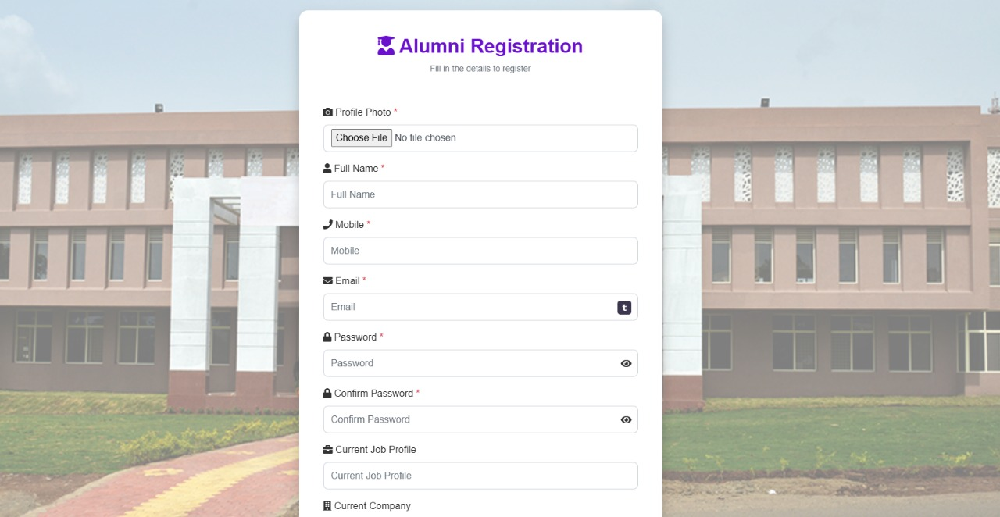 Alumni Registration
Fill in the details to register
Profile Photo *
Choose File No file chosen
Full Name *
Full Name
Mobile *
Mobile
Email *
Email t
Password *
Password
Confirm Password *
Confirm Password
Current Job Profile
Current Job Profile
Current Company